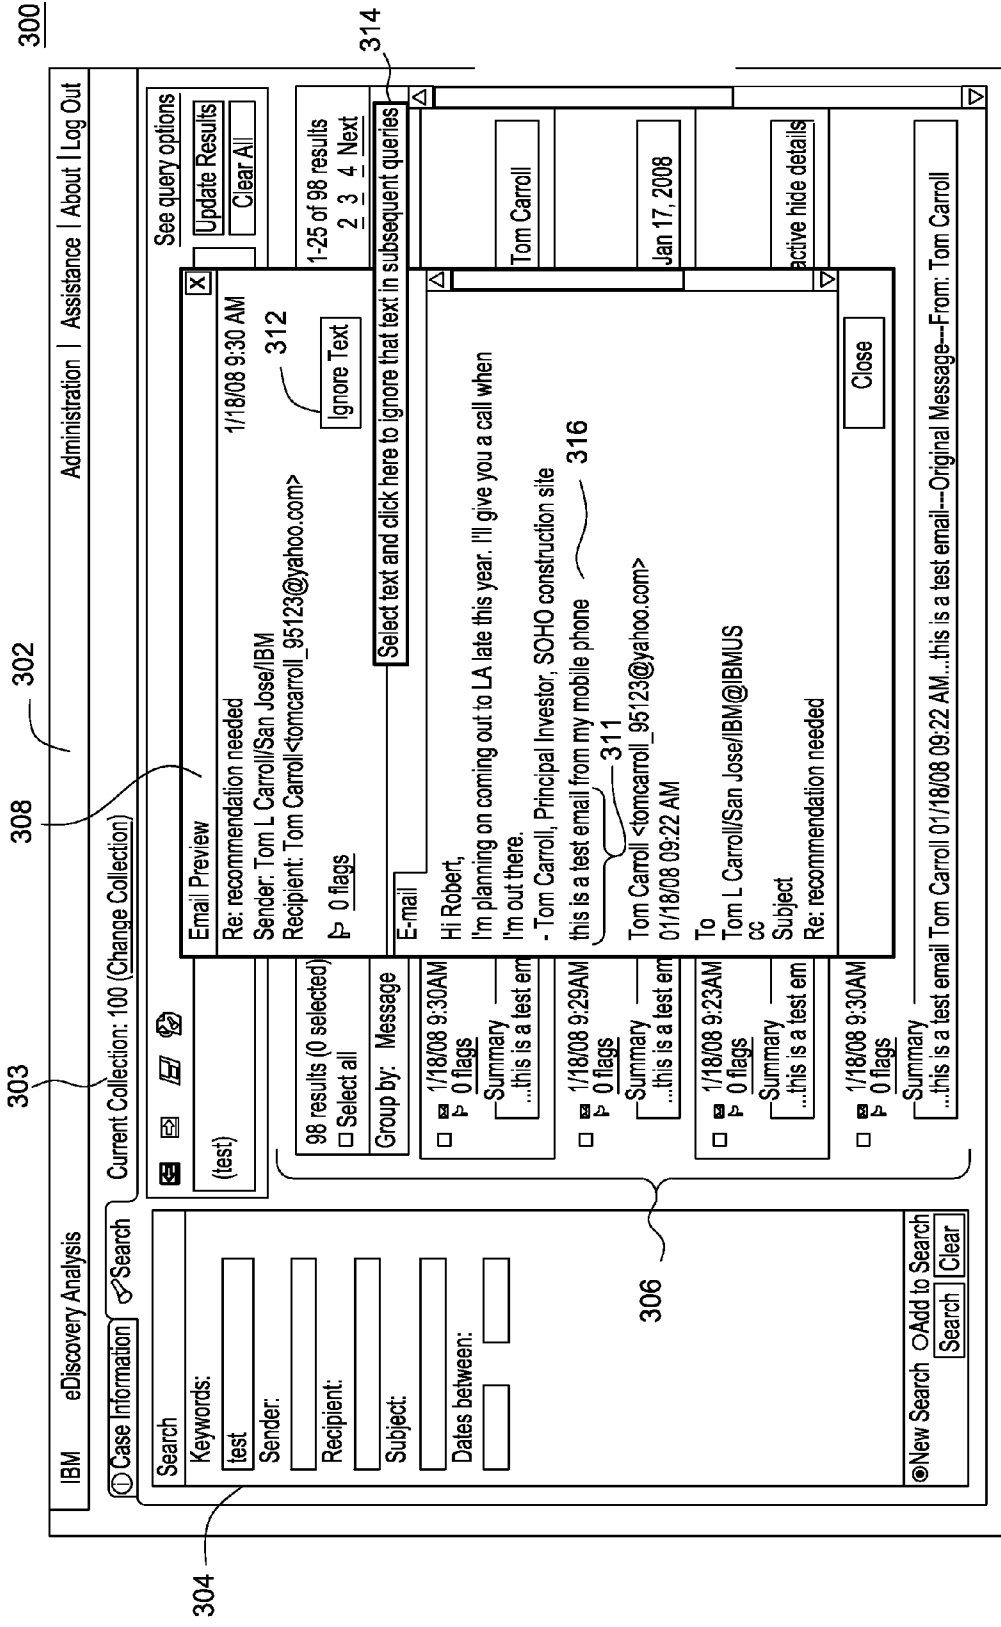 300
302
303
308
IBM eDiscovery Analysis Administration | Assistance | About | Log Out
Case Information Search Current Collection: 100 (Change Collection)
304
Search
Keywords:
test
Sender:
Recipient:
Subject:
Dates between:
New Search Add to Search
Search Clear
306
See query options
(test)
Update Results
Clear All
98 results (0 selected)
1-25 of 98 results
Select all
2 3 4 Next
Group by: Message
1/18/08 9:30AM
0 flags
Summary
...this is a test em
Tom Carroll
1/18/08 9:29AM
0 flags
Summary
...this is a test em
Jan 17, 2008
1/18/08 9:23AM
0 flags
Summary
...this is a test em
active hide details
1/18/08 9:30AM
0 flags
Summary
...this is a test email Tom Carroll 01/18/08 09:22 AM...this is a test email---Original Message---From: Tom Carroll
Email Preview X
Re: recommendation needed 1/18/08 9:30 AM
Sender: Tom L Carroll/San Jose/IBM
312
Recipient: Tom Carroll<tomcarroll_95123@yahoo.com>
0 flags
Ignore Text
314
Select text and click here to ignore that text in subsequent queries
E-mail
Hi Robert,
I'm planning on coming out to LA late this year. I'll give you a call when
I'm out there.
- Tom Carroll, Principal Investor, SOHO construction site
this is a test email from my mobile phone
316
311
Tom Carroll <tomcarroll_95123@yahoo.com>
01/18/08 09:22 AM
To
Tom L Carroll/San Jose/IBM@IBMUS
cc
Subject
Re: recommendation needed
Close